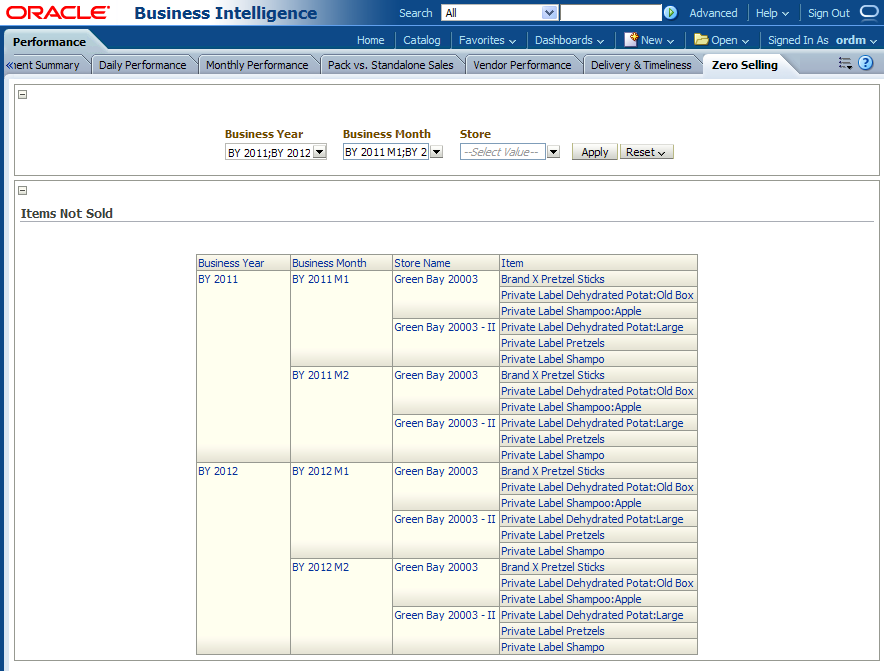 ORACLE® Business Intelligence Search All Advanced Help Sign Out
Performance Home Catalog Favorites Dashboards New Open Signed In As ordm
«nent Summary Daily Performance Monthly Performance Pack vs. Standalone Sales Vendor Performance Delivery & Timeliness Zero Selling
Business Year Business Month Store
BY 2011;BY 2012 BY 2011 M1;BY 2 --Select Value-- Apply Reset
Items Not Sold
Business Year Business Month Store Name Item
BY 2011 BY 2011 M1 Green Bay 20003 Brand X Pretzel Sticks
Private Label Dehydrated Potat:Old Box
Private Label Shampoo:Apple
Green Bay 20003 - II Private Label Dehydrated Potat:Large
Private Label Pretzels
Private Label Shampo
BY 2011 M2 Green Bay 20003 Brand X Pretzel Sticks
Private Label Dehydrated Potat:Old Box
Private Label Shampoo:Apple
Green Bay 20003 - II Private Label Dehydrated Potat:Large
Private Label Pretzels
Private Label Shampo
BY 2012 BY 2012 M1 Green Bay 20003 Brand X Pretzel Sticks
Private Label Dehydrated Potat:Old Box
Private Label Shampoo:Apple
Green Bay 20003 - II Private Label Dehydrated Potat:Large
Private Label Pretzels
Private Label Shampo
BY 2012 M2 Green Bay 20003 Brand X Pretzel Sticks
Private Label Dehydrated Potat:Old Box
Private Label Shampoo:Apple
Green Bay 20003 - II Private Label Dehydrated Potat:Large
Private Label Pretzels
Private Label Shampo